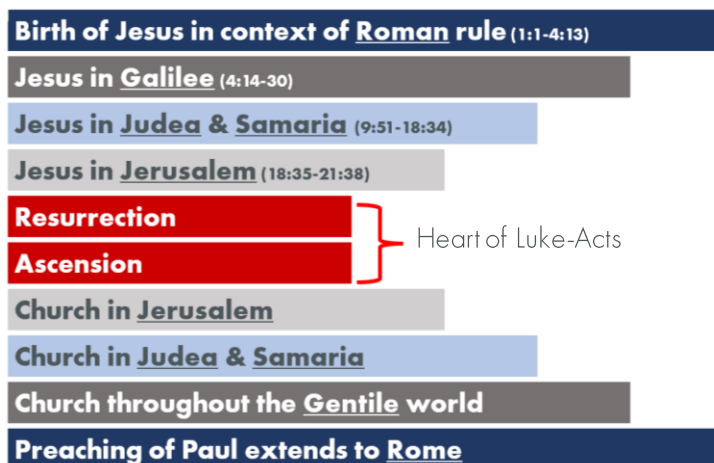 Birth of Jesus in context of Roman rule (1:1-4:13)
Jesus in Galilee (4:14-30)
Jesus in Judea & Samaria (9:51-18:34)
Jesus in Jerusalem (18:35-21:38)
Resurrection
Heart of Luke-Acts
Ascension
Church in Jerusalem
Church in Judea & Samaria
Church throughout the Gentile world
Preaching of Paul extends to Rome